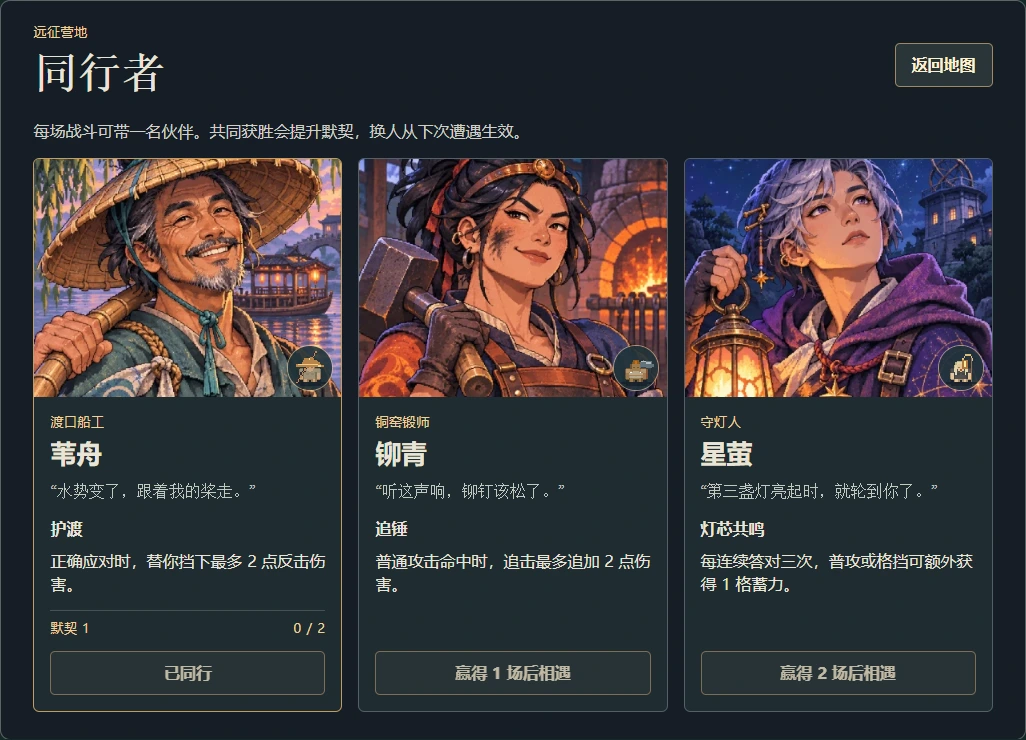 远征营地
同行者
返回地图
每场战斗可带一名伙伴。共同获胜会提升默契，换人从下次遭遇生效。
渡口船工
苇舟
“水势变了，跟着我的桨走。”
护渡
正确应对时，替你挡下最多 2 点反击伤
害。
默契 1
0 / 2
已同行
铜窑锻师
铆青
“听这声响，铆钉该松了。”
追锤
普通攻击命中时，追击最多追加 2 点伤
害。
赢得 1 场后相遇
守灯人
星萤
“第三盏灯亮起时，就轮到你了。”
灯芯共鸣
每连续答对三次，普攻或格挡可额外获
得 1 格蓄力。
赢得 2 场后相遇